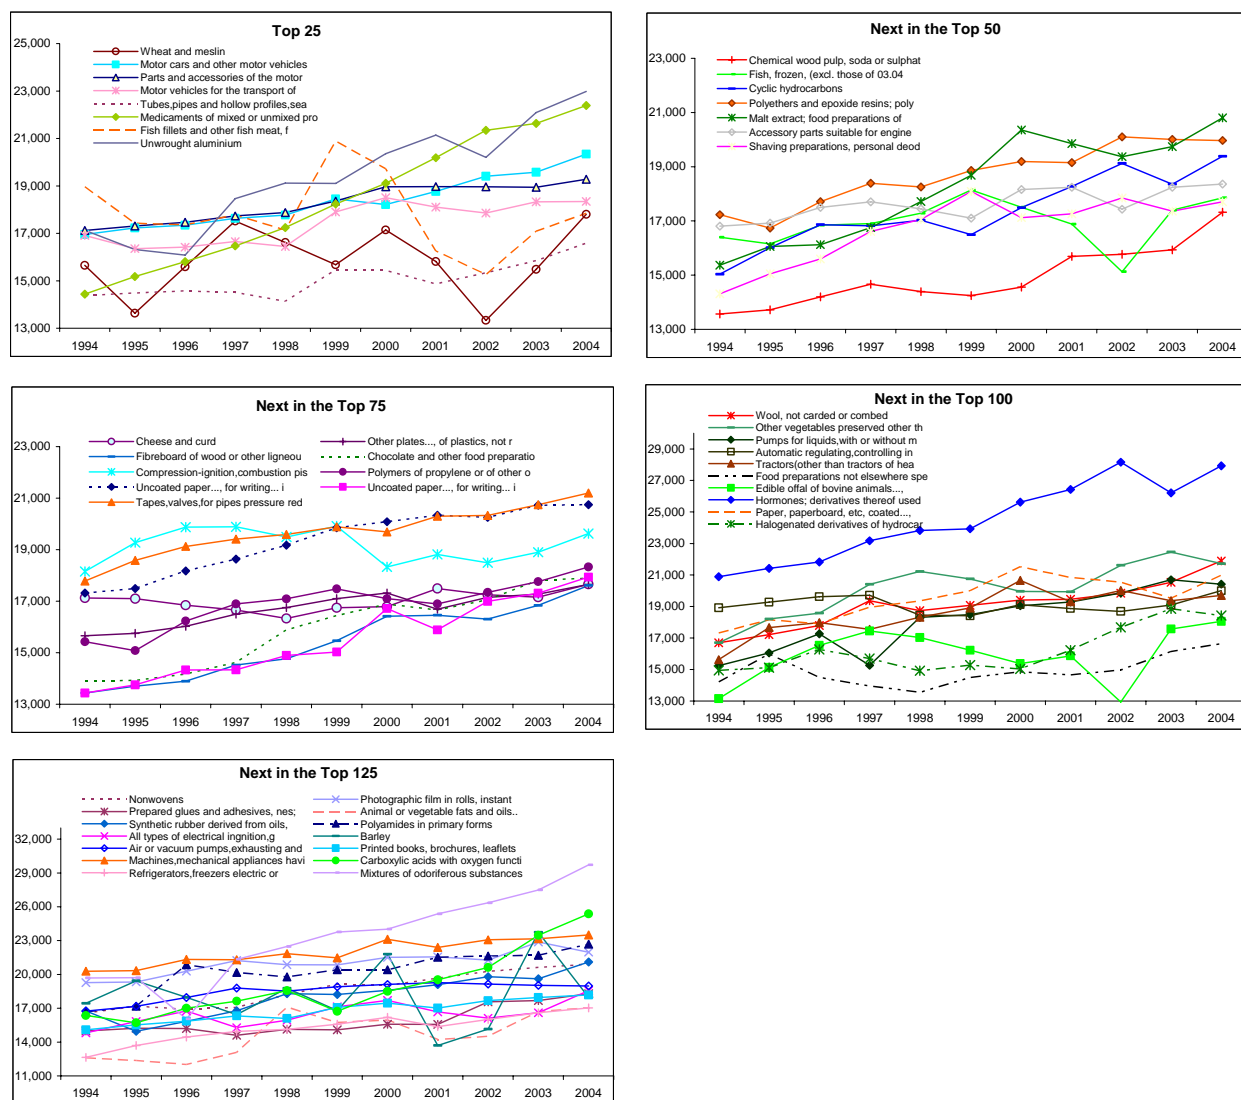 Top 25
25,000
23,000
21,000
19,000
17,000
15,000
13,000
Wheat and meslin
Motor cars and other motor vehicles
Parts and accessories of the motor
Motor vehicles for the transport of
Tubes,pipes and hollow profiles,sea
Medicaments of mixed or unmixed pro
Fish fillets and other fish meat, f
Unwrought aluminium
1994 1995 1996 1997 1998 1999 2000 2001 2002 2003 2004
Next in the Top 50
23,000
21,000
19,000
17,000
15,000
13,000
Chemical wood pulp, soda or sulphat
Fish, frozen, (excl. those of 03.04
Cyclic hydrocarbons
Polyethers and epoxide resins; poly
Malt extract; food preparations of
Accessory parts suitable for engine
Shaving preparations, personal deod
1994 1995 1996 1997 1998 1999 2000 2001 2002 2003 2004
Next in the Top 75
23,000
21,000
19,000
17,000
15,000
13,000
Cheese and curd
Other plates..., of plastics, not r
Fibreboard of wood or other ligneou
Chocolate and other food preparatio
Compression-ignition,combustion pis
Polymers of propylene or of other o
Uncoated paper..., for writing... i
Uncoated paper..., for writing... i
Tapes,valves,for pipes pressure red
1994 1995 1996 1997 1998 1999 2000 2001 2002 2003 2004
Next in the Top 100
29,000
27,000
25,000
23,000
21,000
19,000
17,000
15,000
13,000
Wool, not carded or combed
Other vegetables preserved other th
Pumps for liquids,with or without m
Automatic regulating,controlling in
Tractors(other than tractors of hea
Food preparations not elsewhere spe
Edible offal of bovine animals...,
Hormones; derivatives thereof used
Paper, paperboard, etc, coated...,
Halogenated derivatives of hydrocar
1994 1995 1996 1997 1998 1999 2000 2001 2002 2003 2004
Next in the Top 125
32,000
29,000
26,000
23,000
20,000
17,000
14,000
11,000
Nonwovens
Photographic film in rolls, instant
Prepared glues and adhesives, nes;
Animal or vegetable fats and oils..
Synthetic rubber derived from oils,
Polyamides in primary forms
All types of electrical ingnition,g
Barley
Air or vacuum pumps,exhausting and
Printed books, brochures, leaflets
Machines,mechanical appliances havi
Carboxylic acids with oxygen functi
Refrigerators,freezers electric or
Mixtures of odoriferous substances
1994 1995 1996 1997 1998 1999 2000 2001 2002 2003 2004